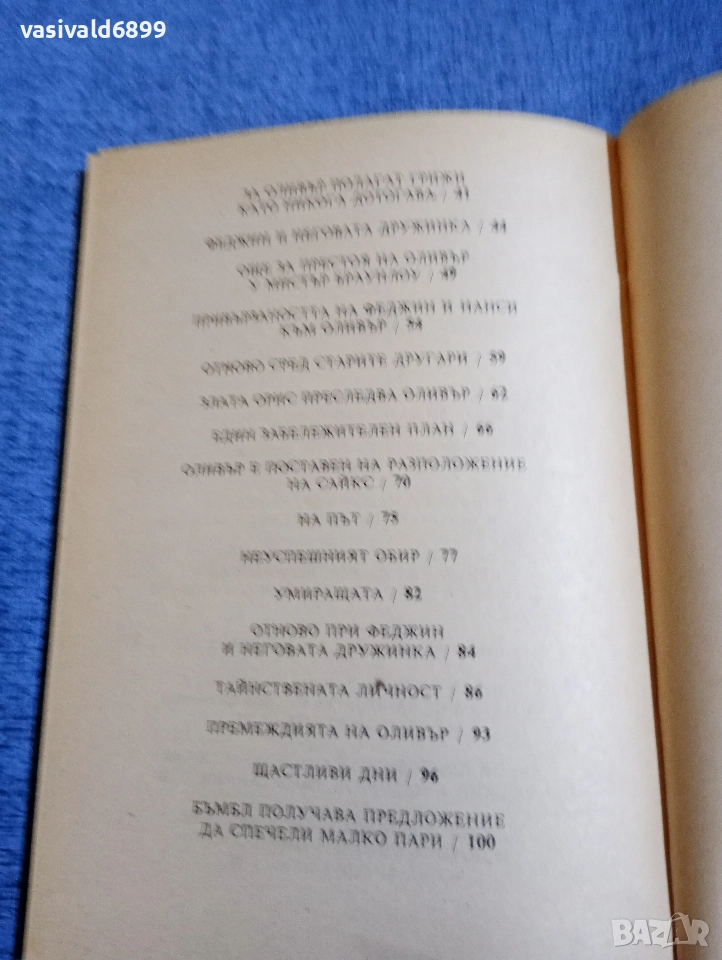 vasivald6899
ЗА ОЛИВЪР ПОЛАГАТ ГРИЖИ
КАТО НИКОГА ДОТОГАВА / 41
ФЕДЖИН И НЕГОВАТА ДРУЖИНКА / 44
ОЩЕ ЗА ПРЕСТОЯ НА ОЛИВЪР
У МИСТЪР БРАУНЛОУ / 49
ПРИВЪРЗАНОСТТА НА ФЕДЖИН И НАНСИ
КЪМ ОЛИВЪР / 54
ОТНОВО СРЕД СТАРИТЕ ДРУГАРИ / 59
ЗЛАТА ОРИС ПРЕСЛЕДВА ОЛИВЪР / 62
ЕДИН ЗАБЕЛЕЖИТЕЛЕН ПЛАН / 66
ОЛИВЪР Е ПОСТАВЕН НА РАЗПОЛОЖЕНИЕ
НА САЙКС / 70
НА ПЪТ / 75
НЕУСПЕШНИЯТ ОБИР / 77
УМИРАЩАТА / 82
ОТНОВО ПРИ ФЕДЖИН
И НЕГОВАТА ДРУЖИНКА / 84
ТАЙНСТВЕНАТА ЛИЧНОСТ / 86
ПРЕМЕЖДИЯТА НА ОЛИВЪР / 93
ЩАСТЛИВИ ДНИ / 96
БЪМБЛ ПОЛУЧАВА ПРЕДЛОЖЕНИЕ
ДА СПЕЧЕЛИ МАЛКО ПАРИ / 100
BAZAR